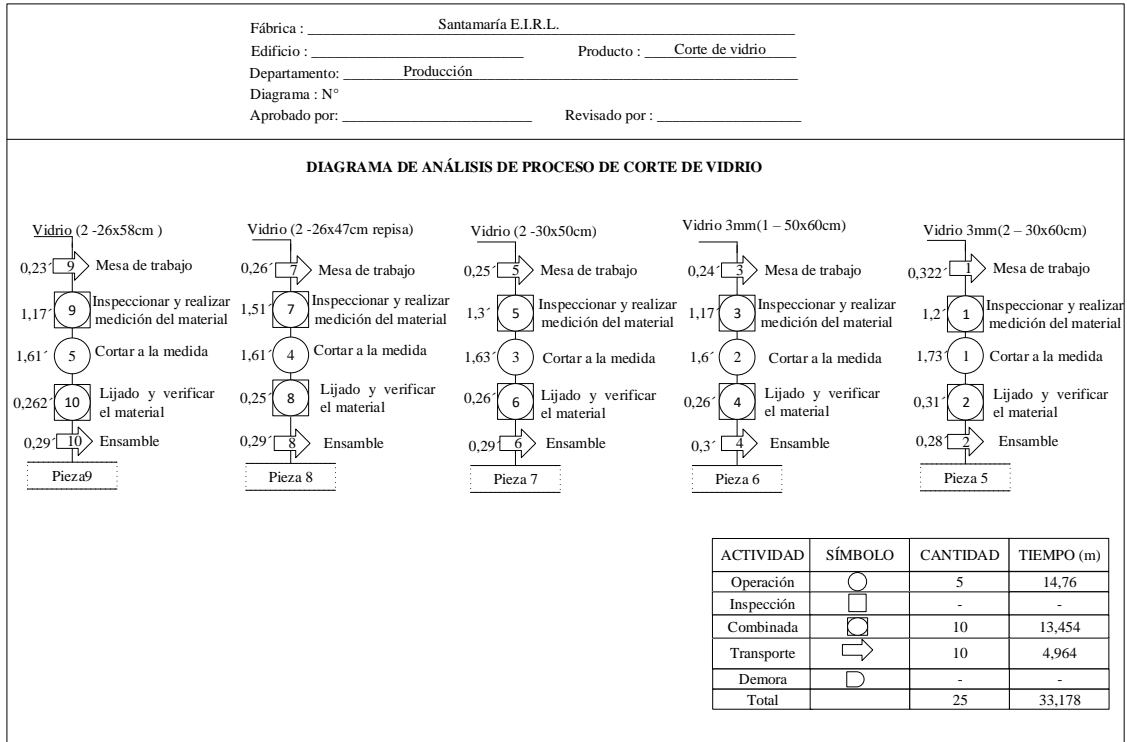 Fábrica : Santamaría E.I.R.L.
Edificio : Producto : Corte de vidrio
Departamento: Producción
Diagrama : N°
Aprobado por: Revisado por :
DIAGRAMA DE ANÁLISIS DE PROCESO DE CORTE DE VIDRIO
Vidrio (2 -26x58cm )
0,23´ 9 Mesa de trabajo
1,17´ 9 Inspeccionar y realizar
medición del material
1,61´ 5 Cortar a la medida
0,262´ 10 Lijado y verificar
el material
0,29´ 10 Ensamble
Pieza9
Vidrio (2 -26x47cm repisa)
0,26´ 7 Mesa de trabajo
1,51´ 7 Inspeccionar y realizar
medición del material
1,61´ 4 Cortar a la medida
0,25´ 8 Lijado y verificar
el material
0,29´ 8 Ensamble
Pieza 8
Vidrio (2 -30x50cm)
0,25´ 5 Mesa de trabajo
1,3´ 5 Inspeccionar y realizar
medición del material
1,63´ 3 Cortar a la medida
0,26´ 6 Lijado y verificar
el material
0,29´ 6 Ensamble
Pieza 7
Vidrio 3mm(1 – 50x60cm)
0,24´ 3 Mesa de trabajo
1,17´ 3 Inspeccionar y realizar
medición del material
1,6´ 2 Cortar a la medida
0,26´ 4 Lijado y verificar
el material
0,3´ 4 Ensamble
Pieza 6
Vidrio 3mm(2 – 30x60cm)
0,322´ 1 Mesa de trabajo
1,2´ 1 Inspeccionar y realizar
medición del material
1,73´ 1 Cortar a la medida
0,31´ 2 Lijado y verificar
el material
0,28´ 2 Ensamble
Pieza 5
ACTIVIDAD SÍMBOLO CANTIDAD TIEMPO (m)
Operación 5 14,76
Inspección - -
Combinada 10 13,454
Transporte 10 4,964
Demora - -
Total 25 33,178